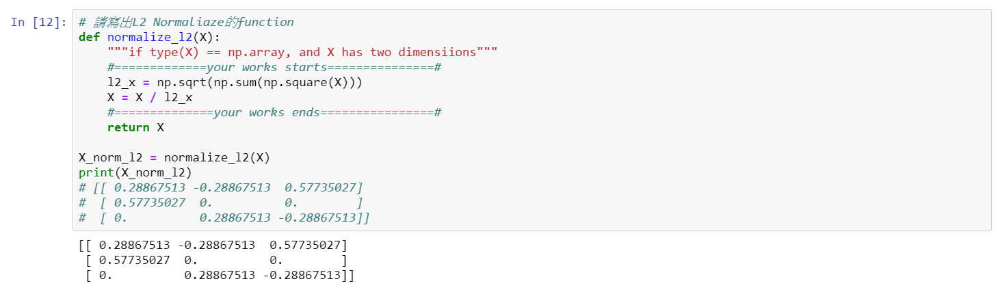 In [12]: # 請寫出L2 Normaliaze的function
def normalize_l2(X):
    """if type(X) == np.array, and X has two dimensiions"""
    #=============your works starts===============#
    l2_x = np.sqrt(np.sum(np.square(X)))
    X = X / l2_x
    #==============your works ends================#
    return X
X_norm_l2 = normalize_l2(X)
print(X_norm_l2)
# [[ 0.28867513 -0.28867513  0.57735027]
#  [ 0.57735027  0.          0.        ]
#  [ 0.          0.28867513 -0.28867513]]
[[ 0.28867513 -0.28867513  0.57735027]
 [ 0.57735027  0.          0.        ]
 [ 0.          0.28867513 -0.28867513]]